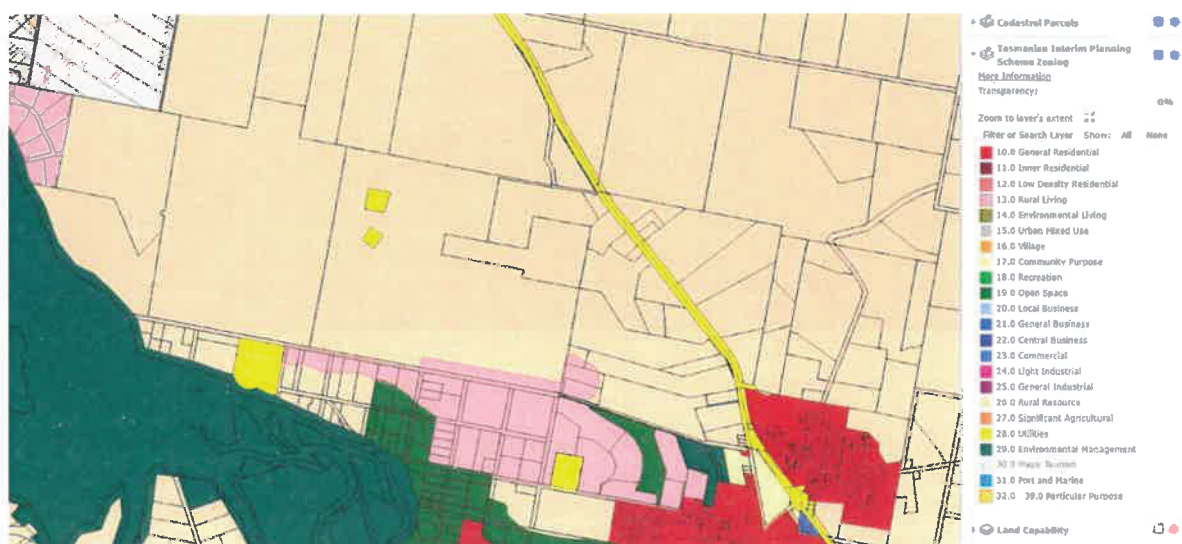 Cadastral Parcels
Tasmanian Interim Planning
Scheme Zoning
More Information
Transparency:
0%
Zoom to layer's extent
Filter or Search Layer Show: All None
10.0 General Residential
11.0 Inner Residential
12.0 Low Density Residential
13.0 Rural Living
14.0 Environmental Living
15.0 Urban Mixed Use
16.0 Village
17.0 Community Purpose
18.0 Recreation
19.0 Open Space
20.0 Local Business
21.0 General Business
22.0 Central Business
23.0 Commercial
24.0 Light Industrial
25.0 General Industrial
26.0 Rural Resource
27.0 Significant Agricultural
28.0 Utilities
29.0 Environmental Management
30.0 Major Tourism
31.0 Port and Marine
32.0 - 39.0 Particular Purpose
Land Capability